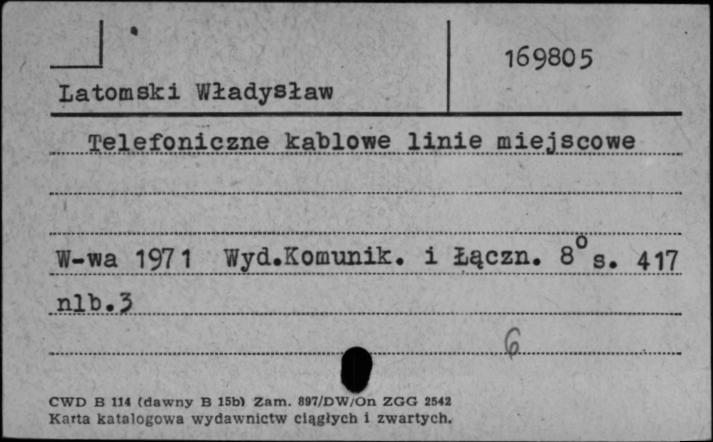 169805
Latomski Władysław
Telefoniczne kablowe linie miejscowe
W-wa 1971 Wyd.Komunik. i Łączn. 8° s. 417
nlb.3
6
CWD B 114 (dawny B 15b) Zam. 897/DW/On ZGG 2542
Karta katalogowa wydawnictw ciągłych i zwartych.